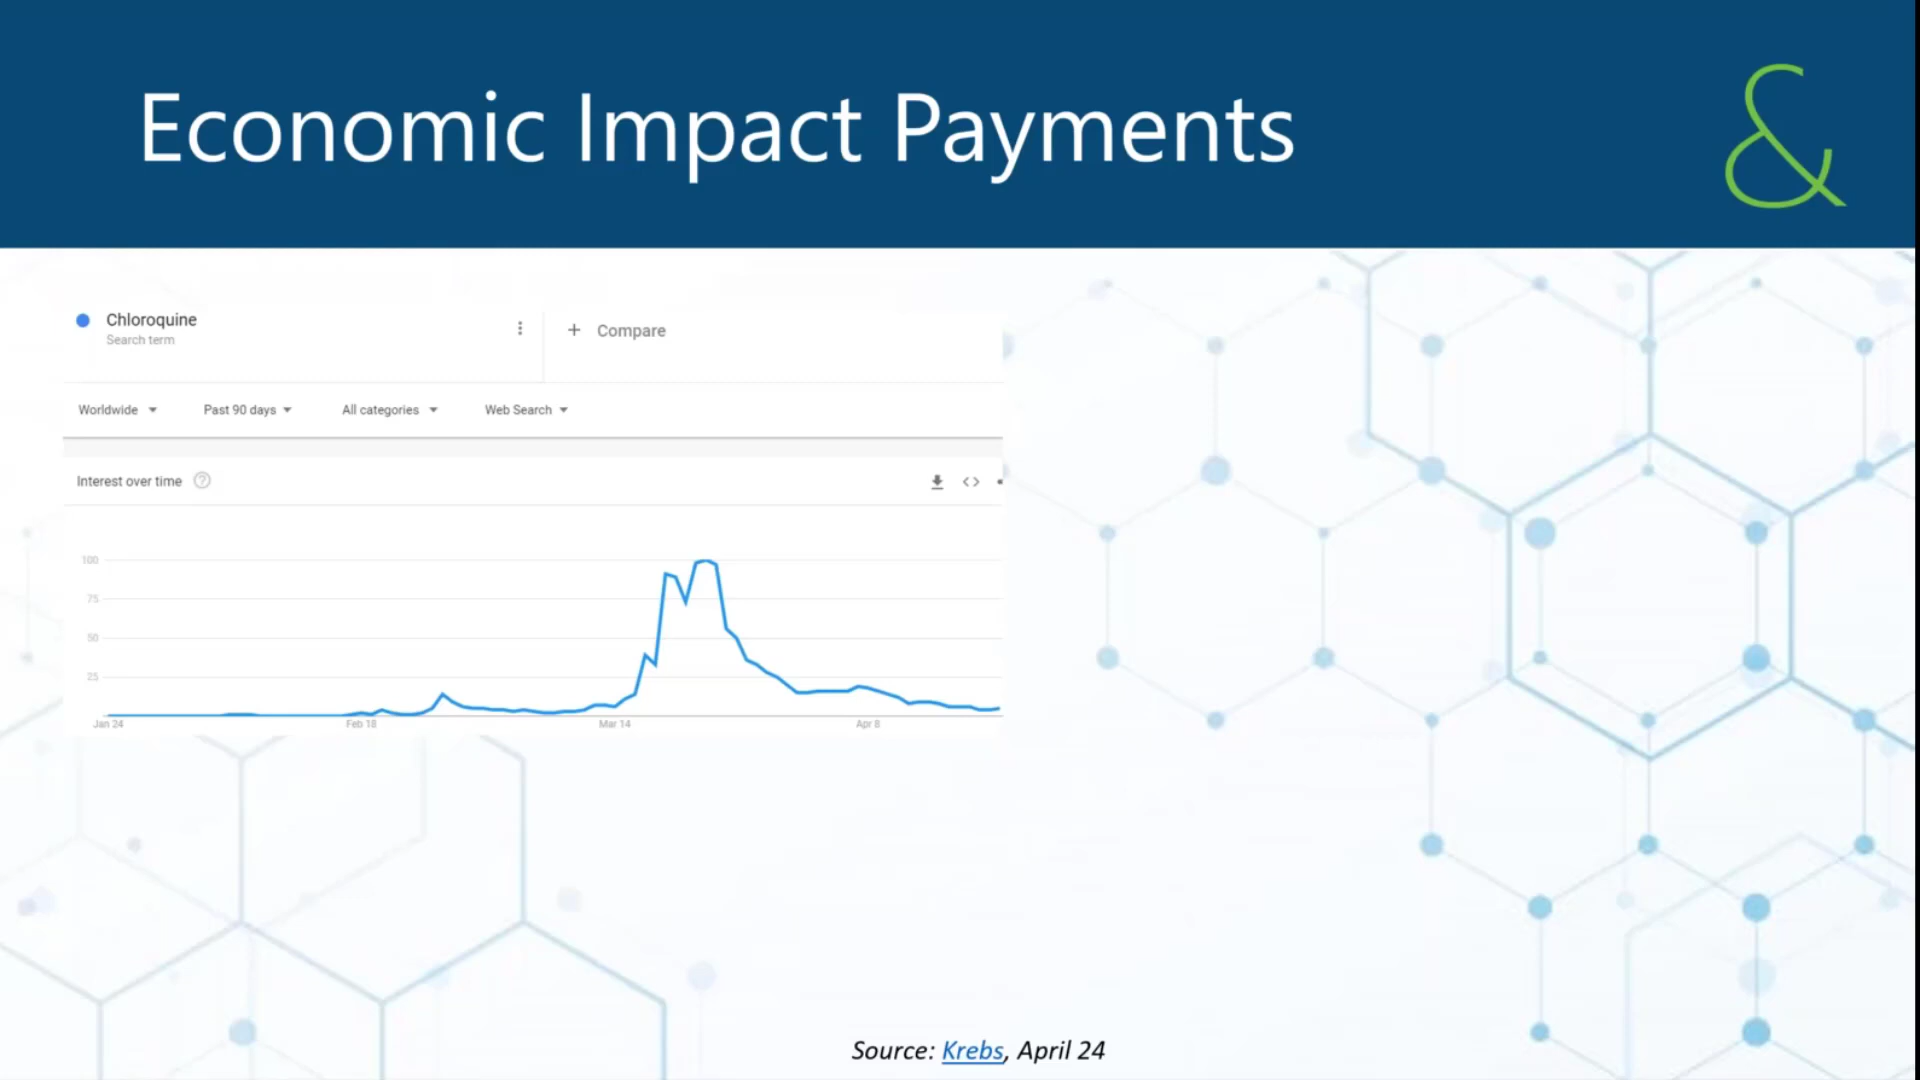 Economic Impact Payments
&
Chloroquine
Search term
+ Compare
Worldwide Past 90 days All categories Web Search
Interest over time ?
100
75
50
25
Jan 24 Feb 18 Mar 14 Apr 8
Source: Krebs, April 24